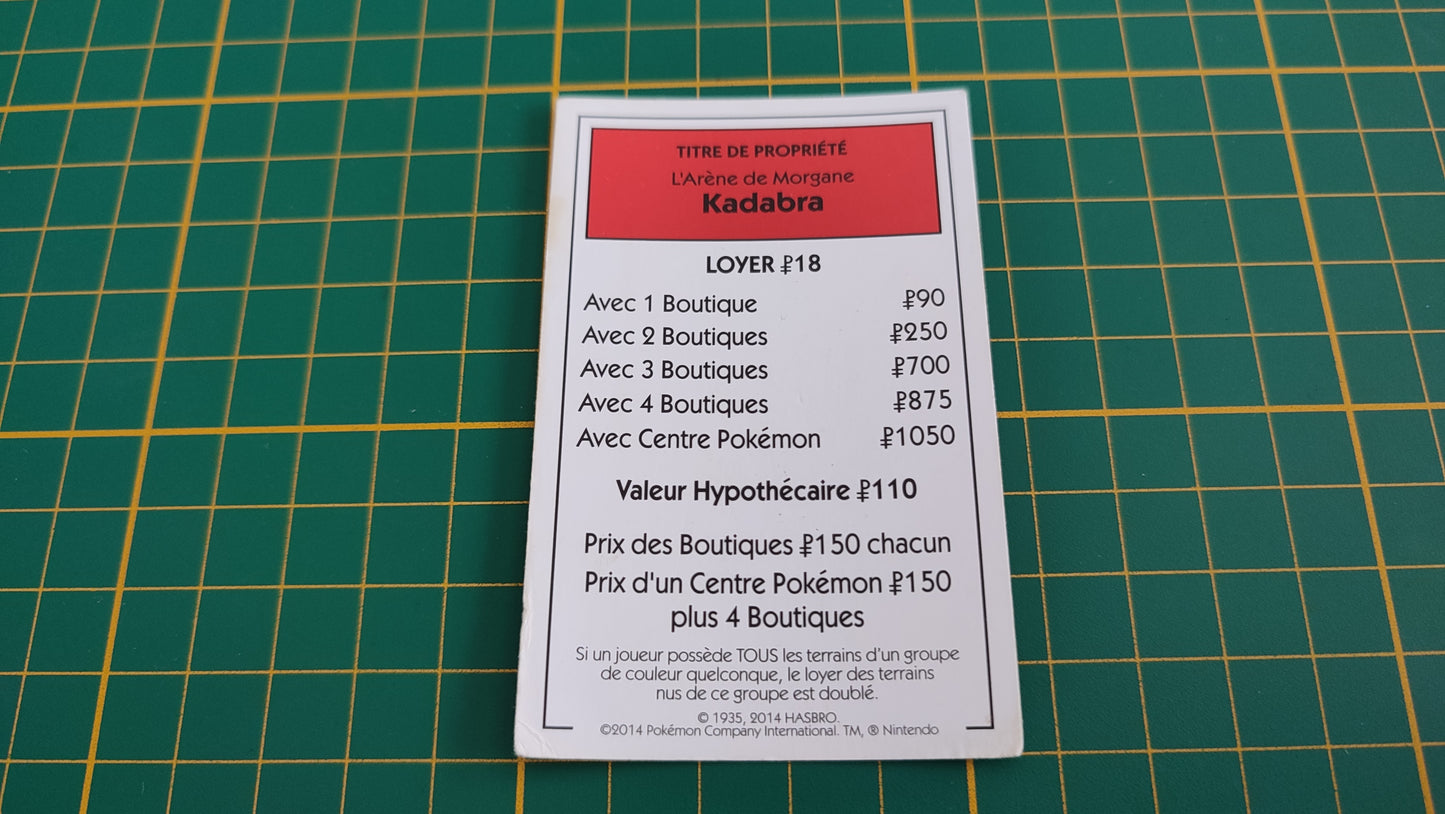 TITRE DE PROPRIÉTÉ
L'Arène de Morgane
Kadabra
LOYER ₽18
Avec 1 Boutique ₽90
Avec 2 Boutiques ₽250
Avec 3 Boutiques ₽700
Avec 4 Boutiques ₽875
Avec Centre Pokémon ₽1050
Valeur Hypothécaire ₽110
Prix des Boutiques ₽150 chacun
Prix d'un Centre Pokémon ₽150
plus 4 Boutiques
Si un joueur possède TOUS les terrains d'un groupe
de couleur quelconque, le loyer des terrains
nus de ce groupe est doublé.
© 1935, 2014 HASBRO.
©2014 Pokémon Company International. TM, ® Nintendo